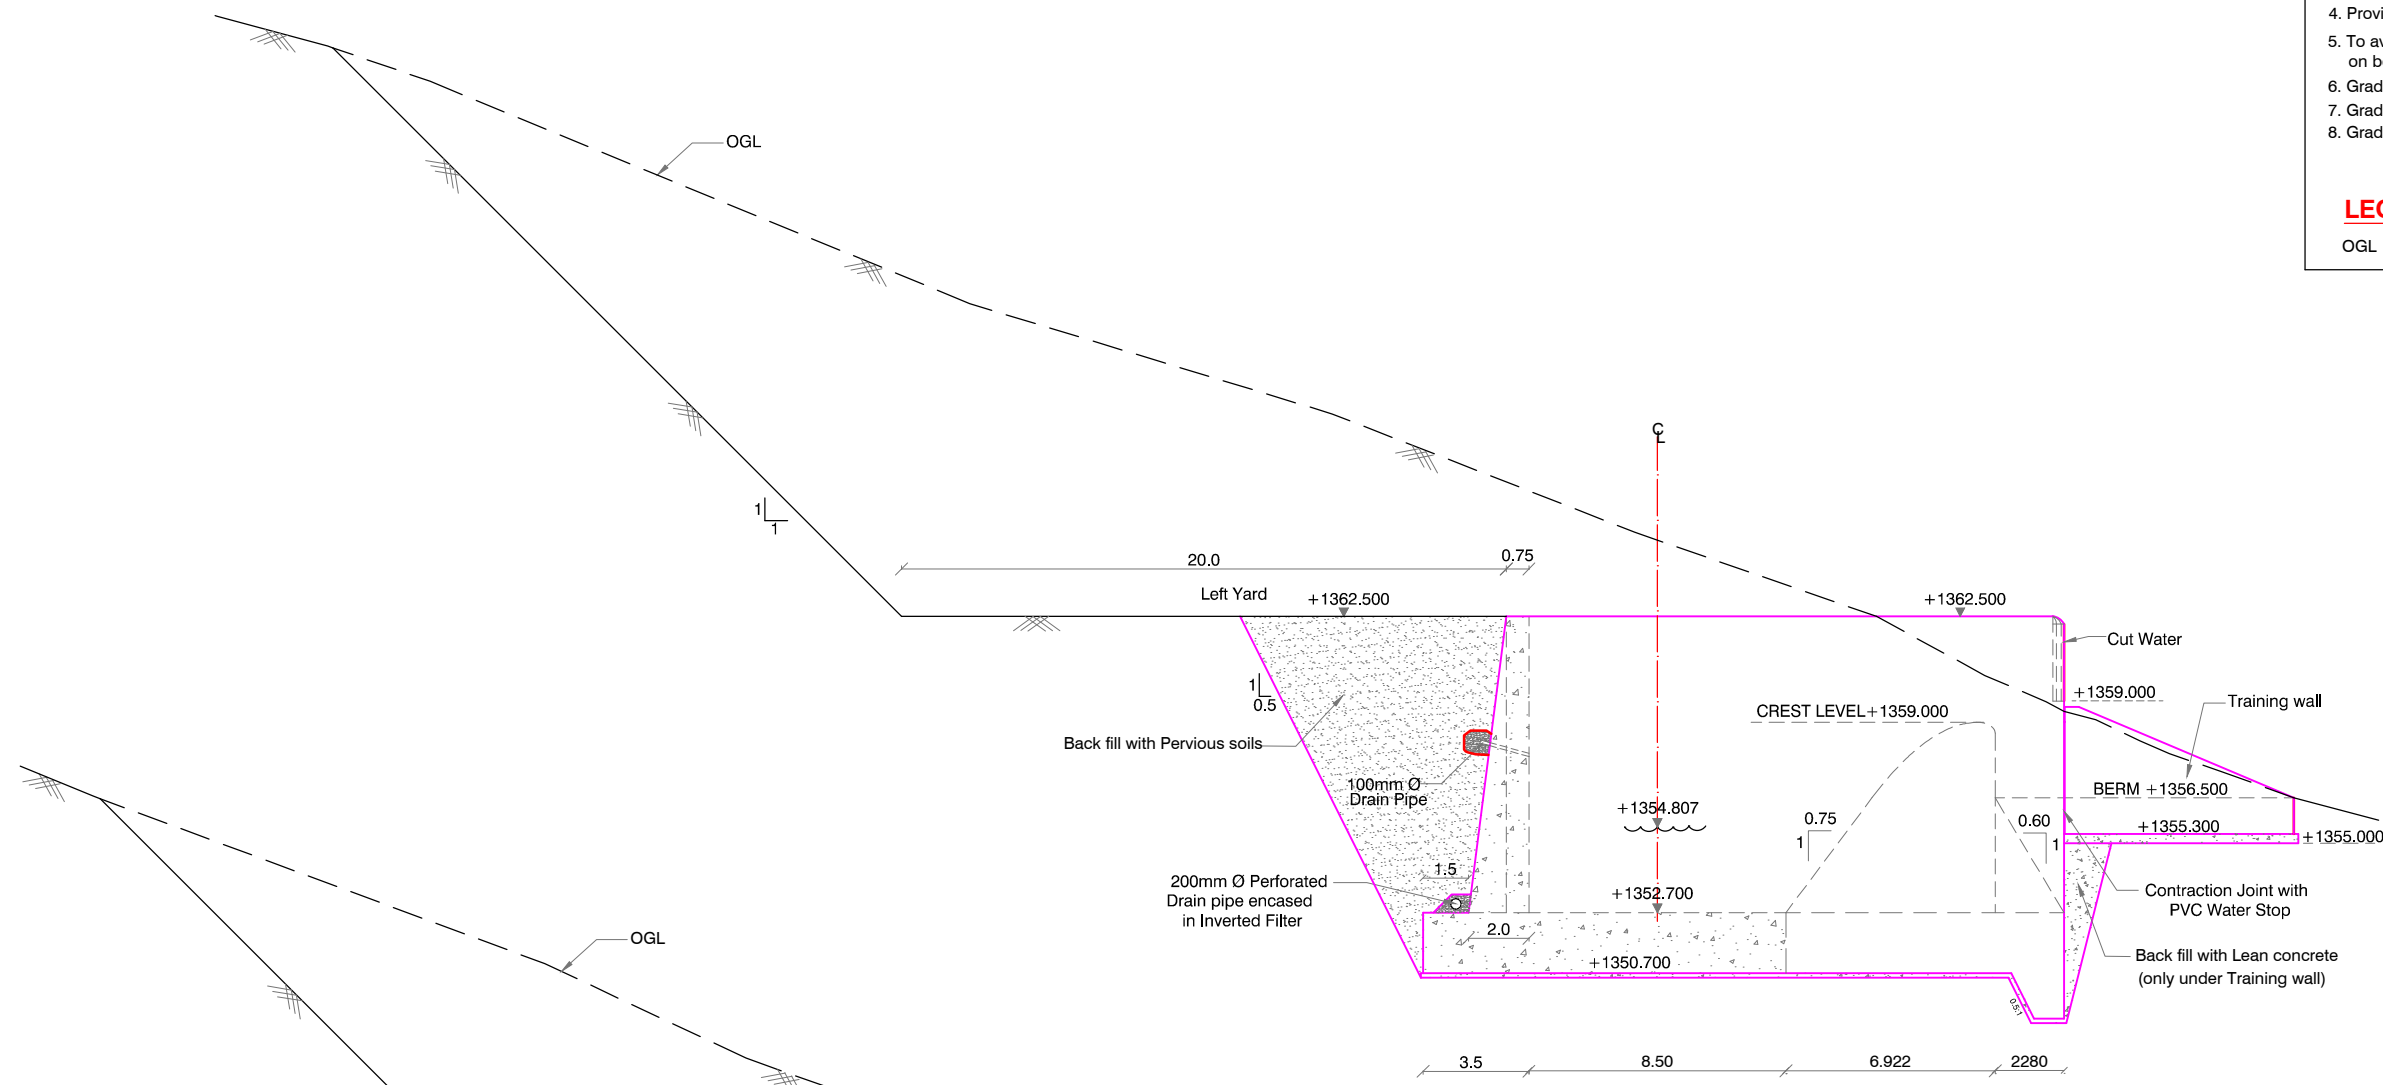 4. Provi
5. To av
on be
6. Grad
7. Grad
8. Grad
LEG
OGL
OGL
C
L
1
1
20.0
0.75
Left Yard
+1362.500
+1362.500
Cut Water
1
0.5
+1359.000
Training wall
CREST LEVEL+1359.000
Back fill with Pervious soils
100mm Ø
Drain Pipe
BERM +1356.500
+1354.807
0.75
1
0.60
1
+1355.300
+1355.000
1.5
200mm Ø Perforated
Drain pipe encased
in Inverted Filter
+1352.700
Contraction Joint with
PVC Water Stop
2.0
OGL
+1350.700
Back fill with Lean concrete
(only under Training wall)
0.5:1
3.5
8.50
6.922
2280